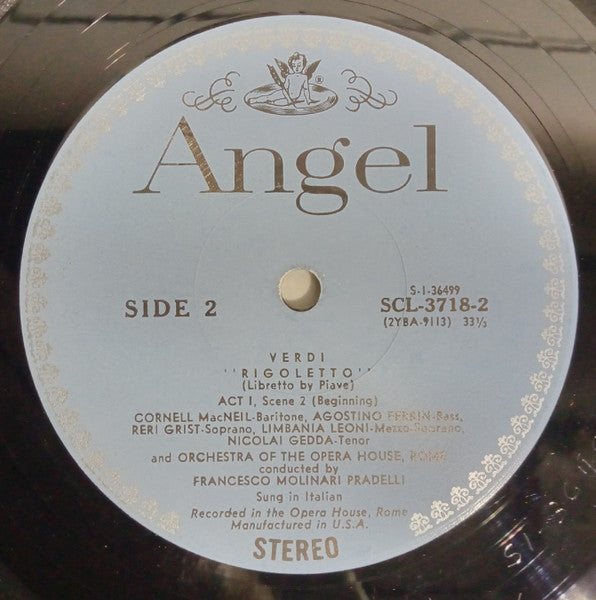 ®
Angel
S-1-36499
SIDE 2
SCL-3718-2
(2YBA-9113) 33⅓
VERDI
"RIGOLETTO"
(Libretto by Piave)
ACT I, Scene 2 (Beginning)
CORNELL MacNEIL-Baritone, AGOSTINO FERRIN-Bass,
RERI GRIST-Soprano, LIMBANIA LEONI-Mezzo-Soprano,
NICOLAI GEDDA-Tenor
and ORCHESTRA OF THE OPERA HOUSE, ROME
conducted by
FRANCESCO MOLINARI PRADELLI
Sung in Italian
Recorded in the Opera House, Rome
Manufactured in U.S.A.
STEREO